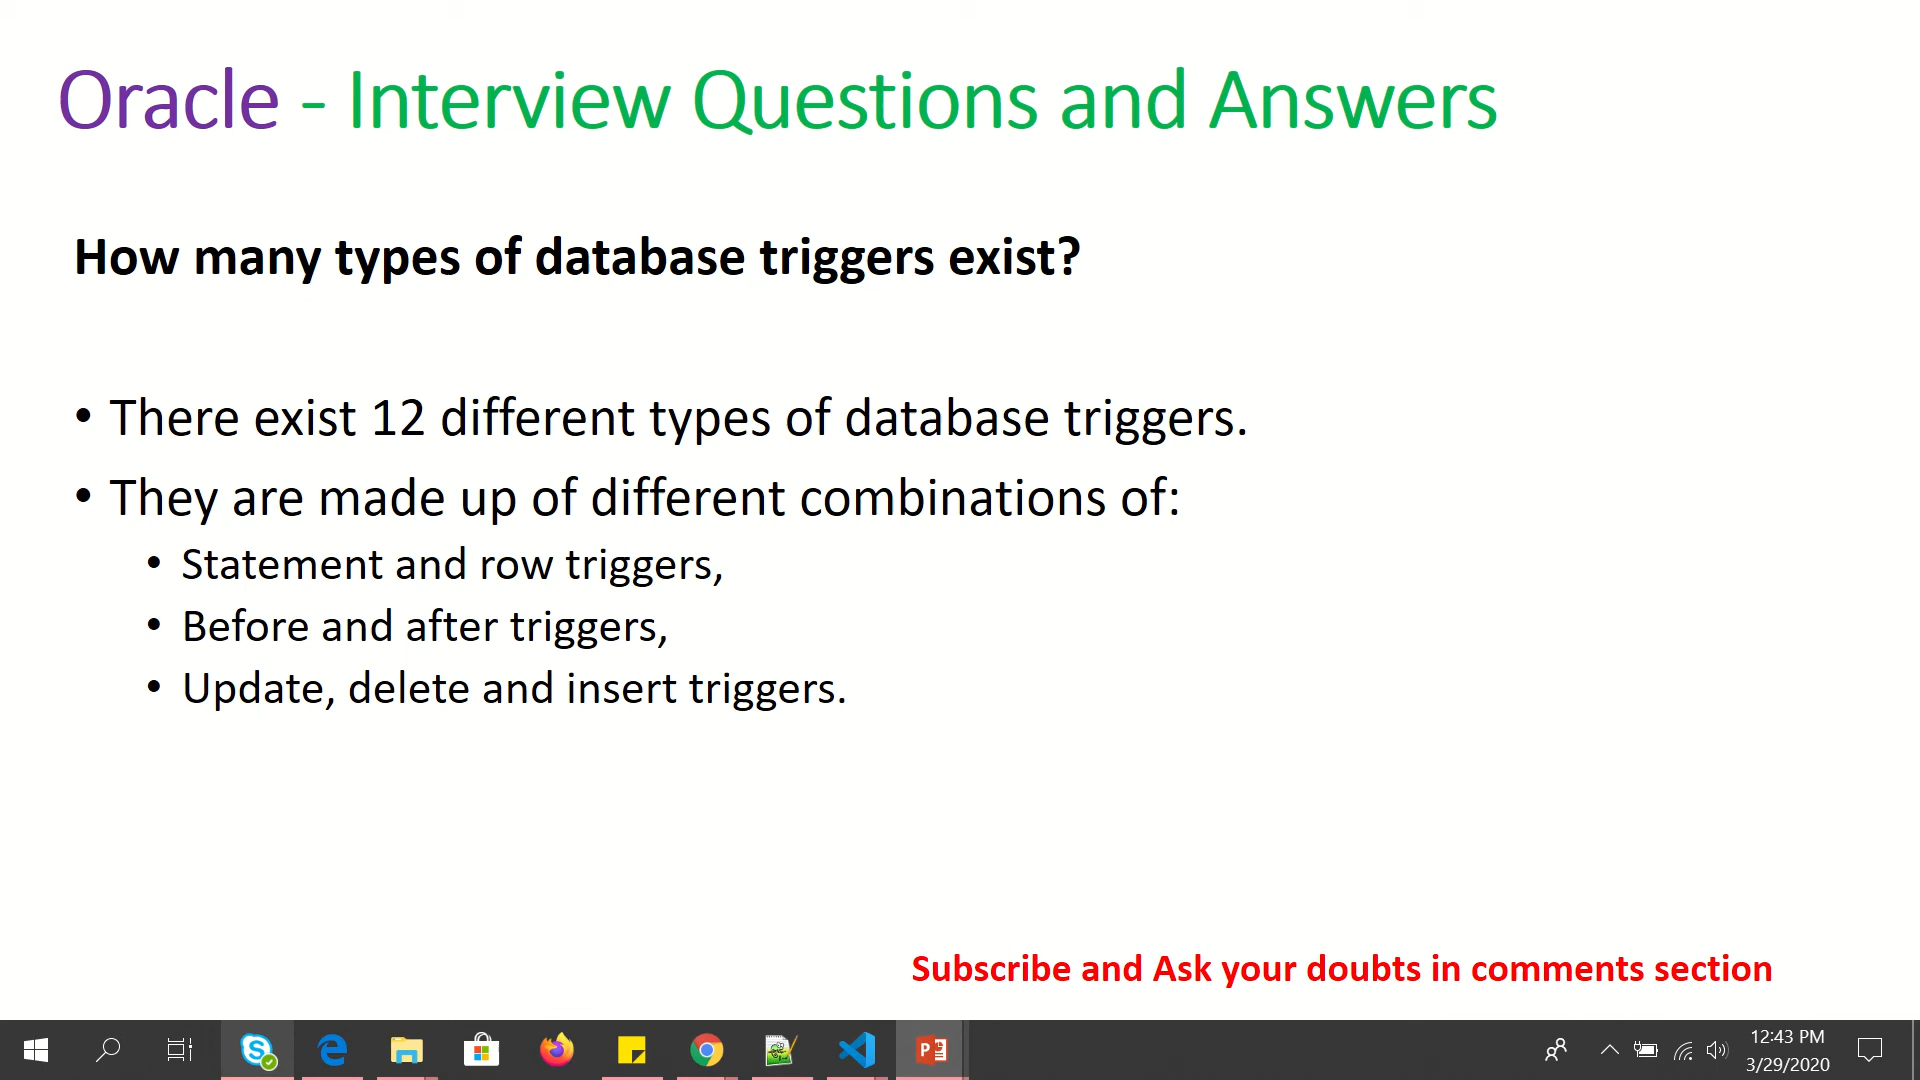 Oracle - Interview Questions and Answers
How many types of database triggers exist?
• There exist 12 different types of database triggers.
• They are made up of different combinations of:
• Statement and row triggers,
• Before and after triggers,
• Update, delete and insert triggers.
Subscribe and Ask your doubts in comments section
12:43 PM
3/29/2020